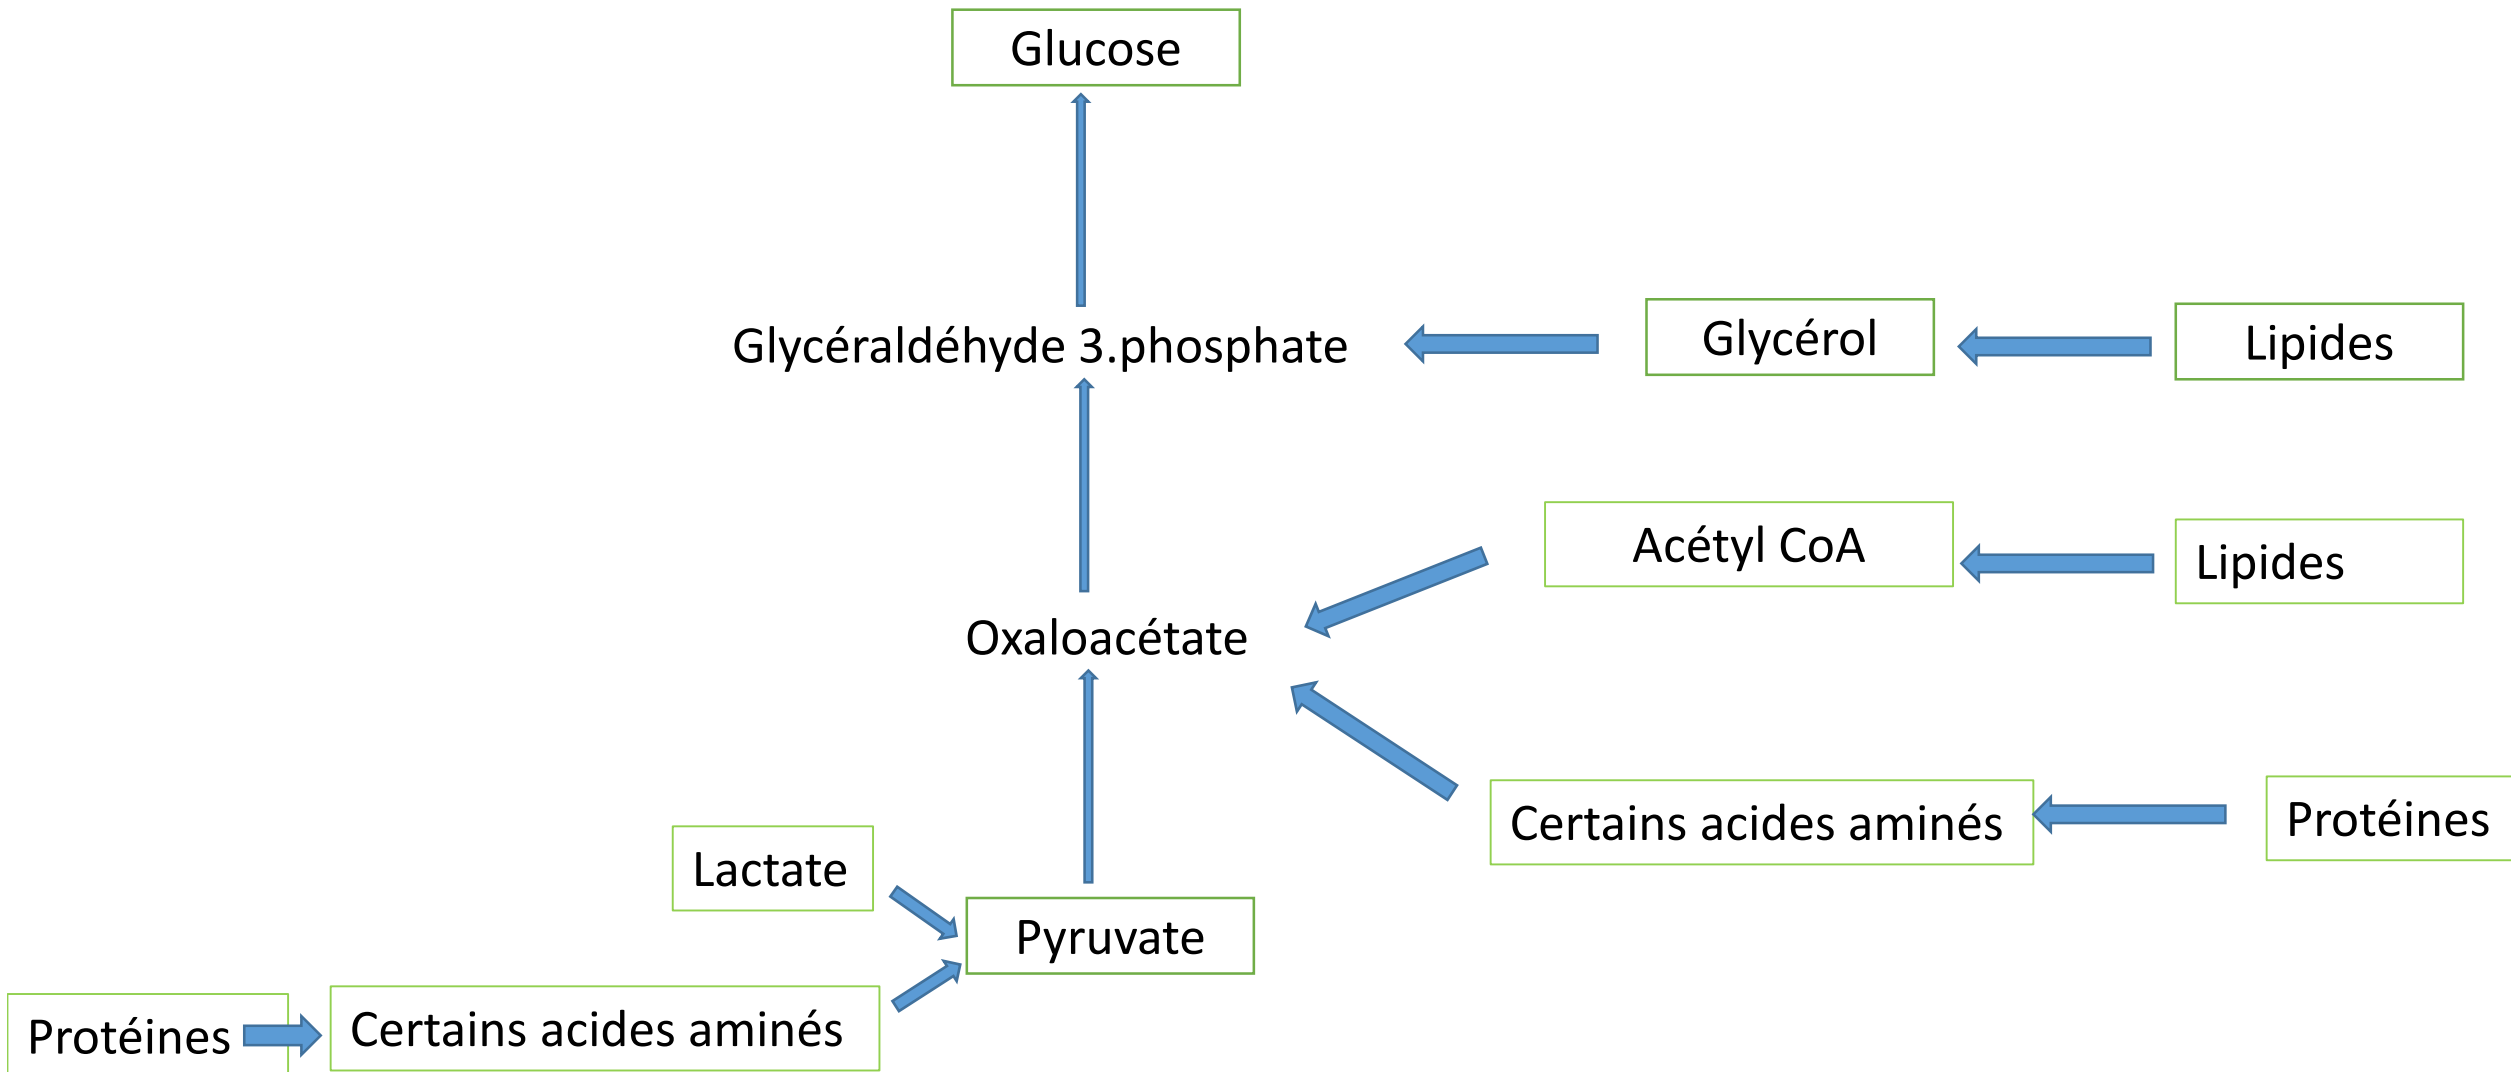 Glucose
Glycéraldéhyde 3.phosphate
Glycérol
Lipides
Acétyl CoA
Lipides
Oxaloacétate
Certains acides aminés
Protéines
Lactate
Pyruvate
Protéines
Certains acides aminés